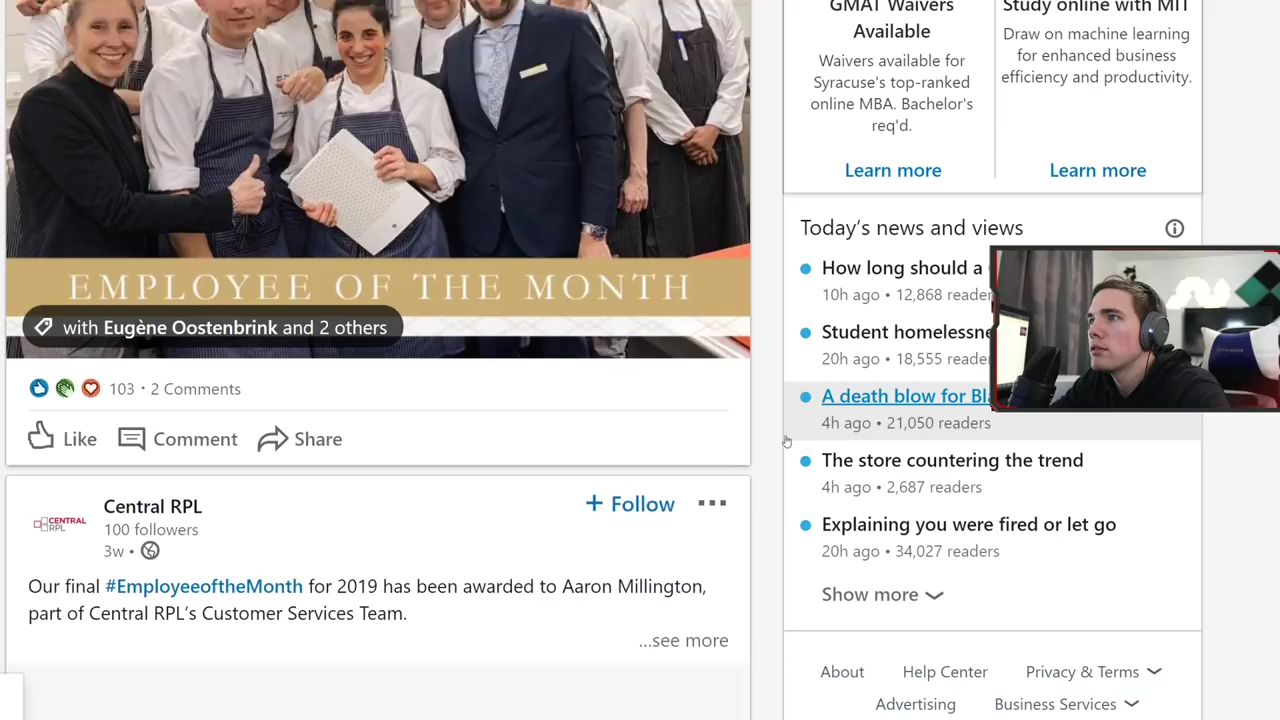 EMPLOYEE OF THE MONTH
with Eugène Oostenbrink and 2 others
103 • 2 Comments
Like Comment Share
Central RPL
100 followers
3w •
+ Follow
CENTRAL
RPL
Our final #EmployeeoftheMonth for 2019 has been awarded to Aaron Millington,
part of Central RPL's Customer Services Team.
...see more
GMAT Waivers
Available
Waivers available for
Syracuse's top-ranked
online MBA. Bachelor's
req'd.
Learn more
Study online with MIT
Draw on machine learning
for enhanced business
efficiency and productivity.
Learn more
Today's news and views
How long should a
10h ago • 12,868
Student
20h ago • 18,555
A death blow for
4h ago • 21,050 readers
The store countering the trend
4h ago • 2,687 readers
Explaining you were fired or let go
20h ago • 34,027 readers
Show more
About Help Center Privacy & Terms
Advertising Business Services